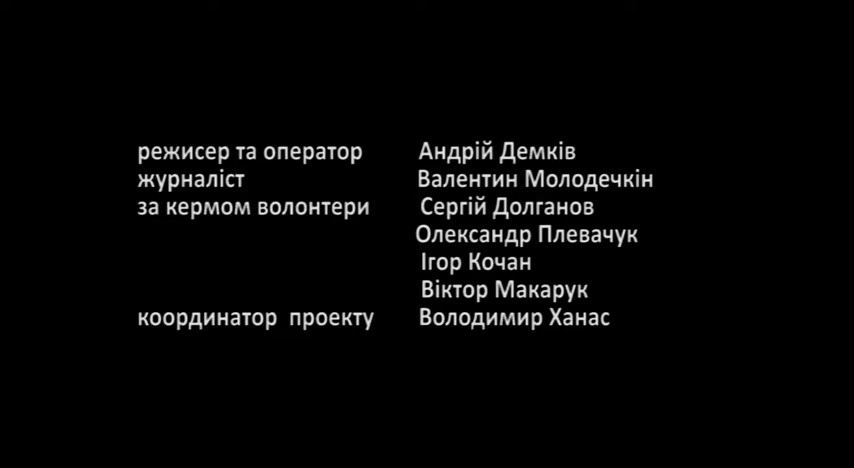 режисер та оператор Андрій Демків
журналіст Валентин Молодечкін
за кермом волонтери Сергій Долганов
Олександр Плевачук
Ігор Кочан
Віктор Макарук
координатор проекту Володимир Ханас